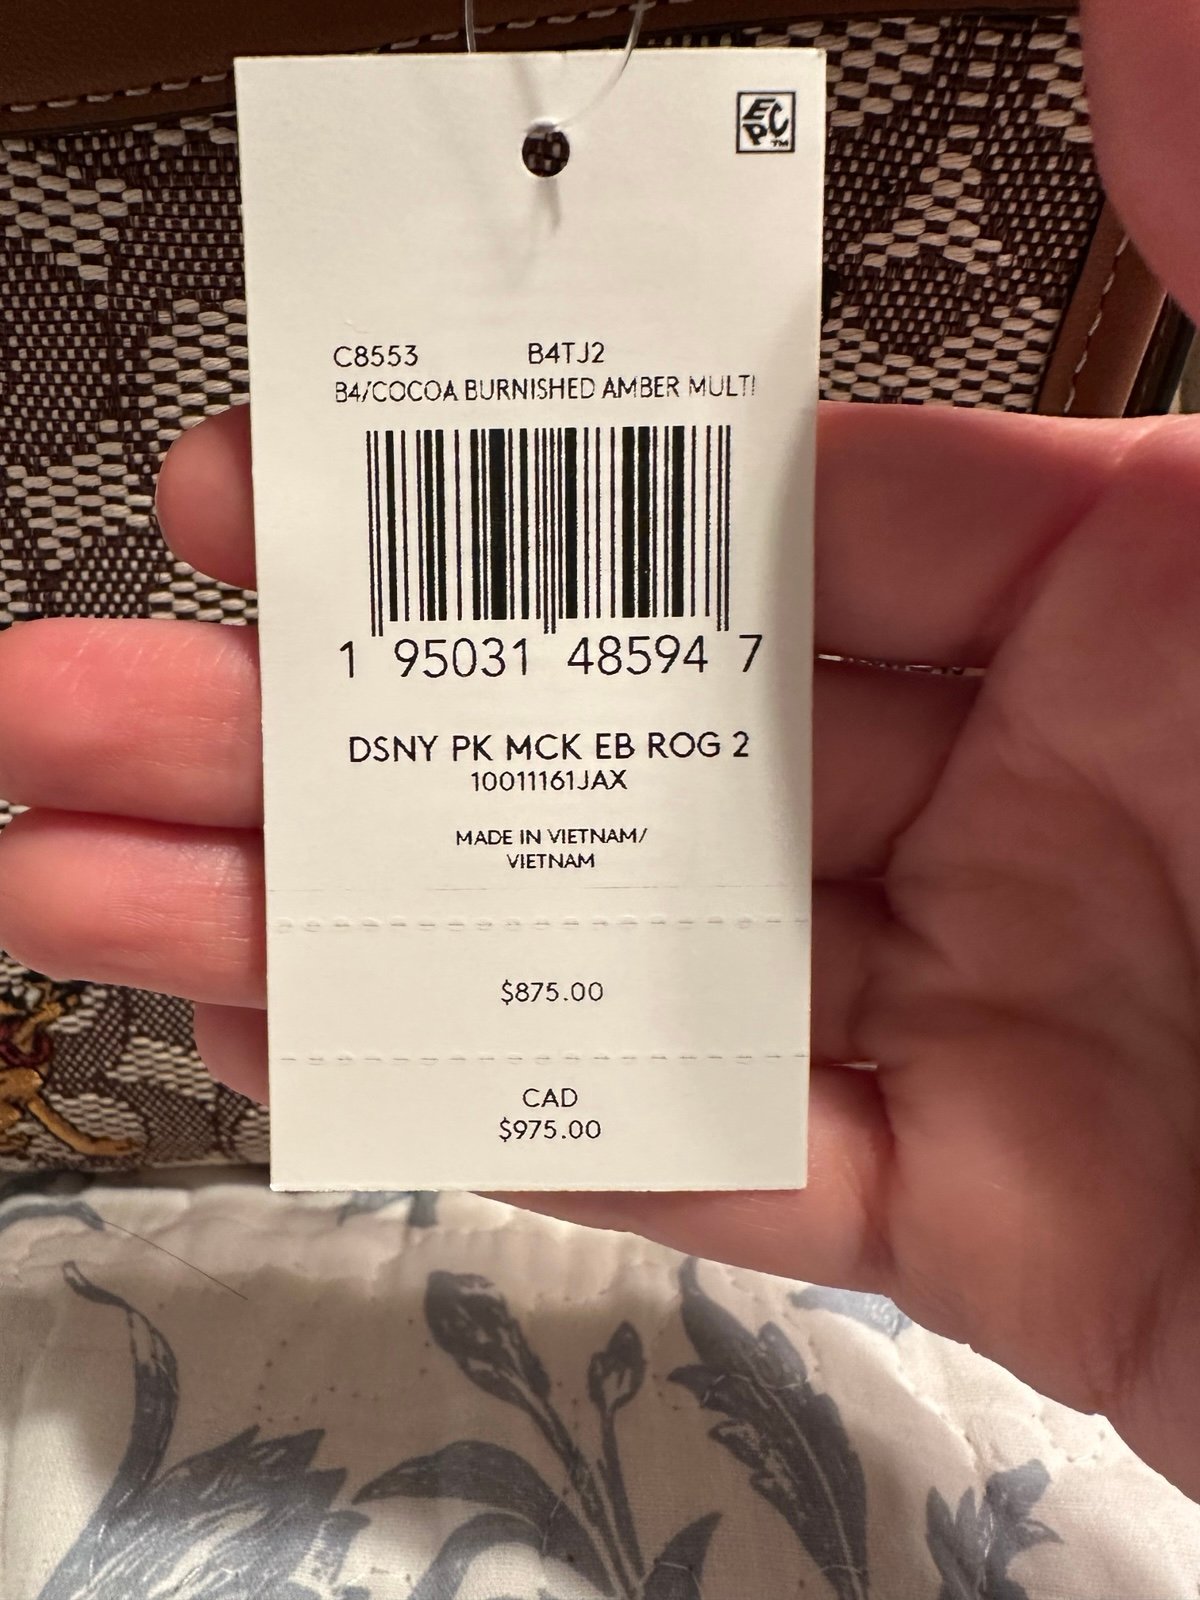 EPC™
C8553 B4TJ2
B4/COCOA BURNISHED AMBER MULTI
1 95031 48594 7
DSNY PK MCK EB ROG 2
10011161JAX
MADE IN VIETNAM/
VIETNAM
$875.00
CAD
$975.00